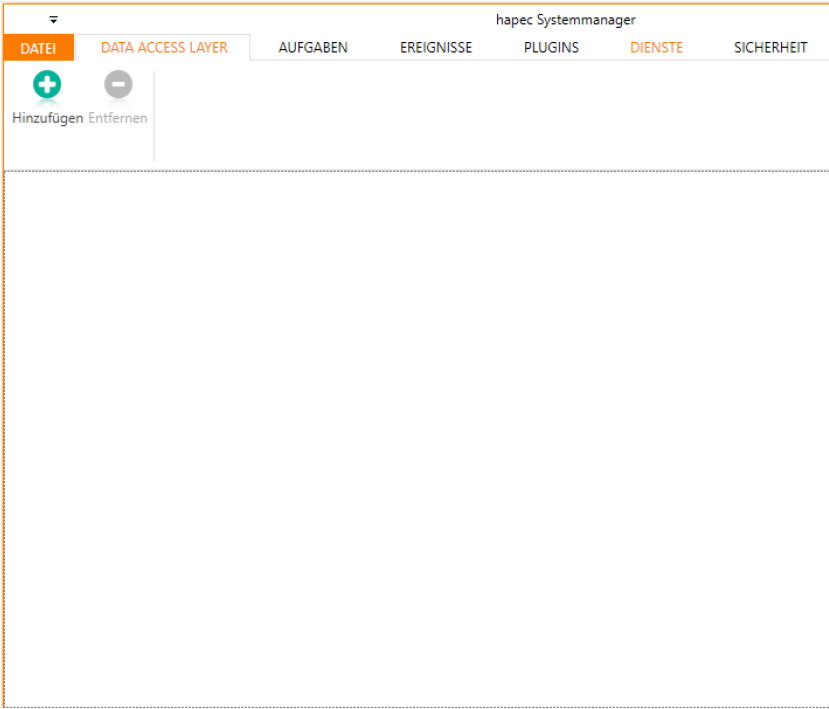 hapec Systemmanager
DATEI DATA ACCESS LAYER AUFGABEN EREIGNISSE PLUGINS DIENSTE SICHERHEIT
Hinzufügen Entfernen